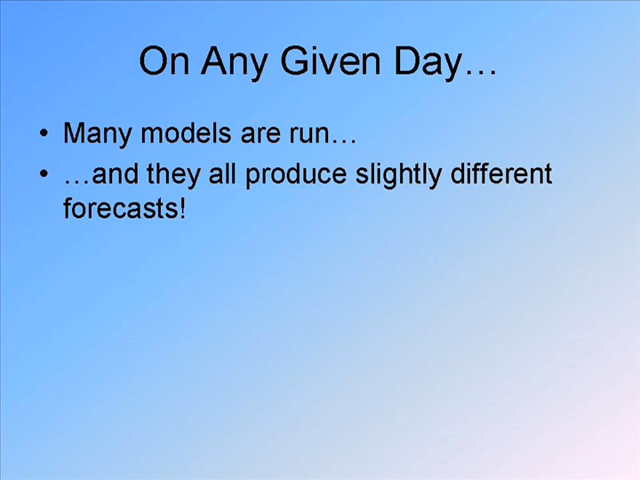 On Any Given Day…
• Many models are run…
• …and they all produce slightly different
forecasts!